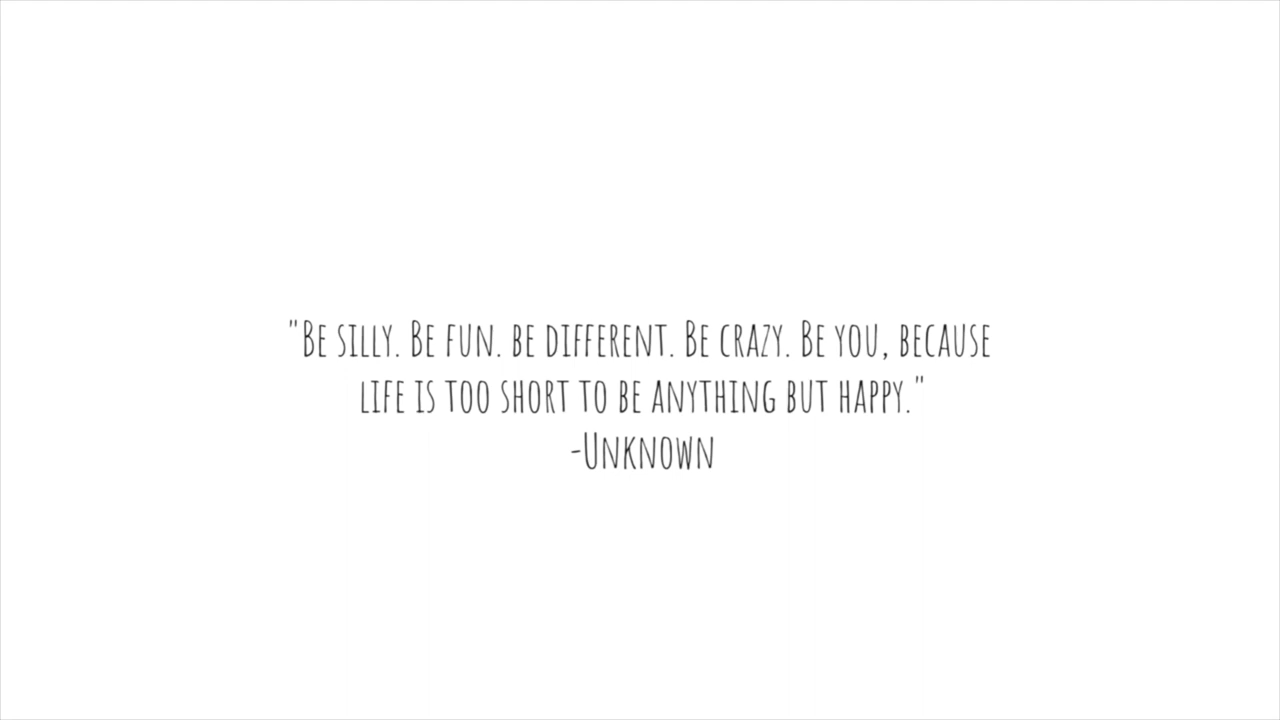 "Be silly. Be fun. be different. Be crazy. Be you, because
life is too short to be anything but happy."
-Unknown